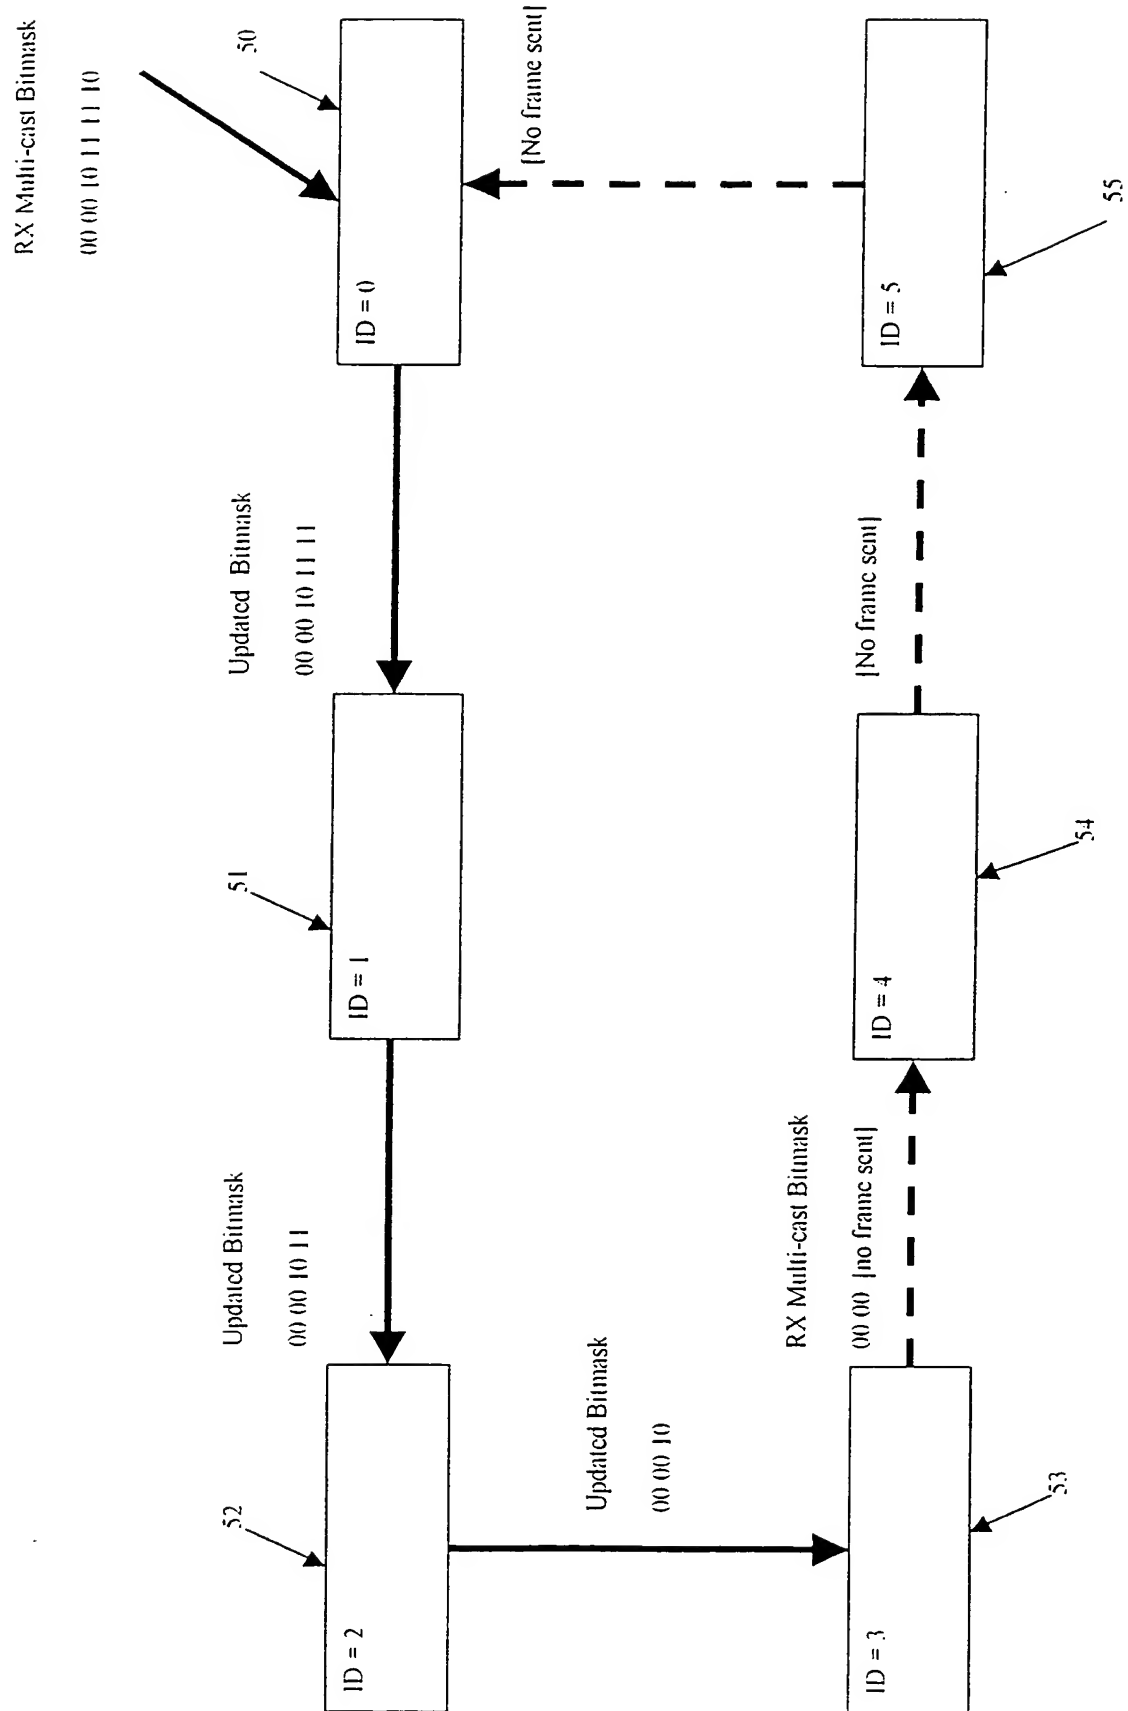 RX Multi-cast Bitmask
00 00 10 11 11 10
50
ID = 0
[No frame sent]
Updated Bitmask
00 00 10 11 11
51
ID = 1
Updated Bitmask
00 00 10 11
52
ID = 2
Updated Bitmask
00 00 10
53
ID = 3
RX Multi-cast Bitmask
00 00 [no frame sent]
54
ID = 4
[No frame sent]
55
ID = 5